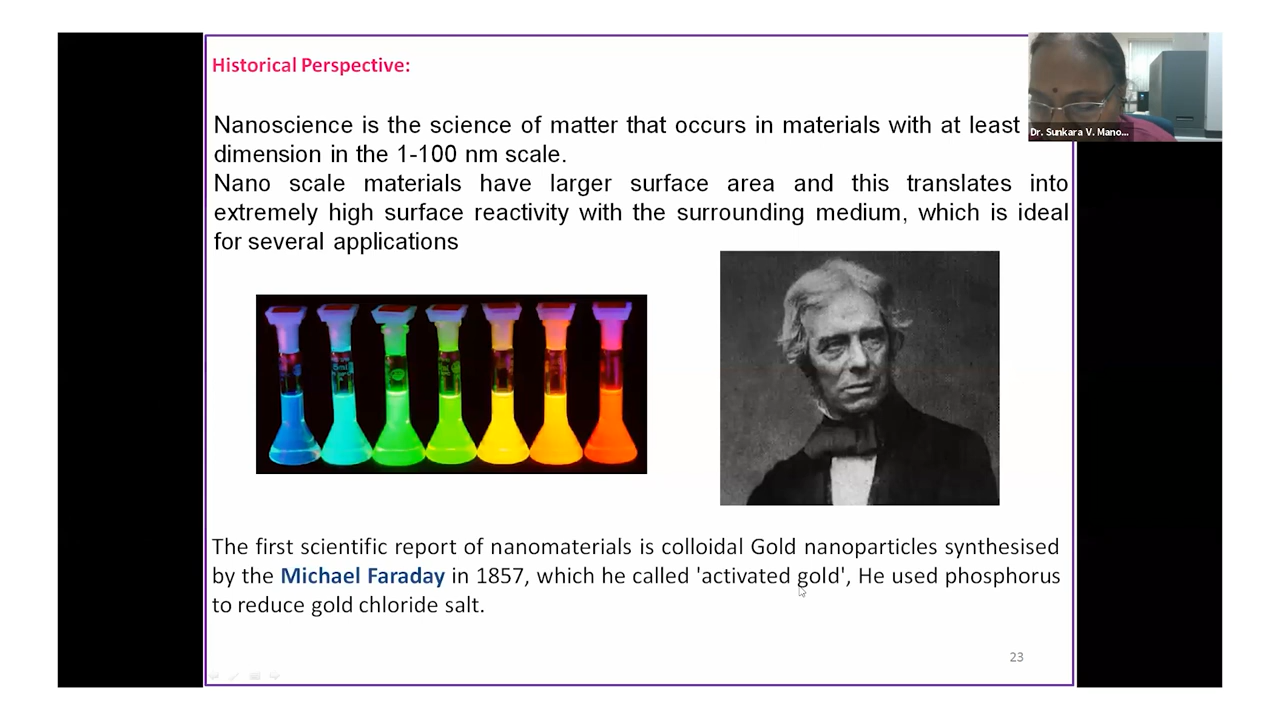 Historical Perspective:
Nanoscience is the science of matter that occurs in materials with at least
dimension in the 1-100 nm scale.
Nano scale materials have larger surface area and this translates into
extremely high surface reactivity with the surrounding medium, which is ideal
for several applications
Dr. Sunkara V. Mano...
The first scientific report of nanomaterials is colloidal Gold nanoparticles synthesised
by the Michael Faraday in 1857, which he called 'activated gold', He used phosphorus
to reduce gold chloride salt.
23